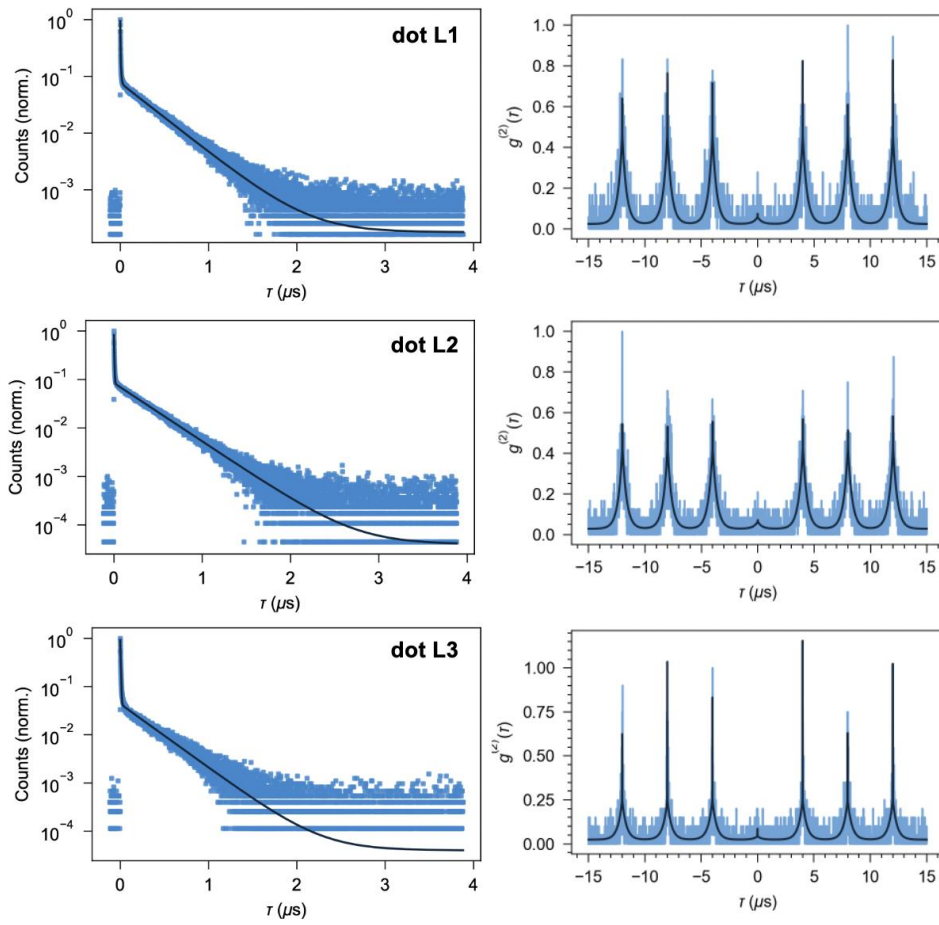 dot L1
Counts (norm.)
10⁰
10⁻¹
10⁻²
10⁻³
0 1 2 3 4
τ (µs)
g⁽²⁾(τ)
1.0
0.8
0.6
0.4
0.2
0.0
−15 −10 −5 0 5 10 15
τ (µs)
dot L2
Counts (norm.)
10⁰
10⁻¹
10⁻²
10⁻³
10⁻⁴
0 1 2 3 4
τ (µs)
g⁽²⁾(τ)
1.0
0.8
0.6
0.4
0.2
0.0
−15 −10 −5 0 5 10 15
τ (µs)
dot L3
Counts (norm.)
10⁰
10⁻¹
10⁻²
10⁻³
10⁻⁴
0 1 2 3 4
τ (µs)
g⁽²⁾(τ)
1.00
0.75
0.50
0.25
0.00
−15 −10 −5 0 5 10 15
τ (µs)